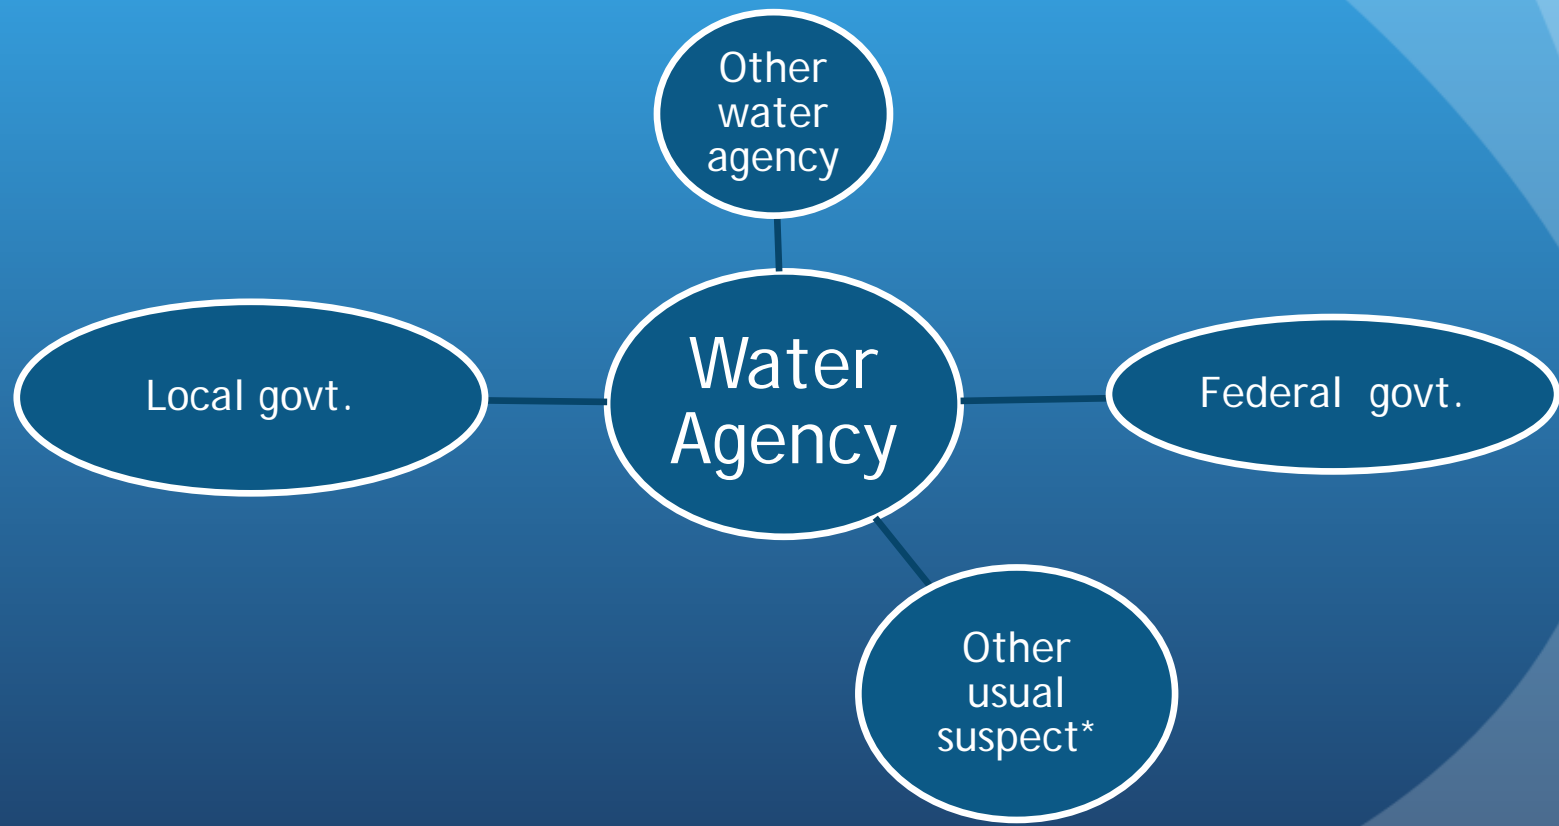 Other
water
agency
Local govt.
Water
Agency
Federal govt.
Other
usual
suspect*